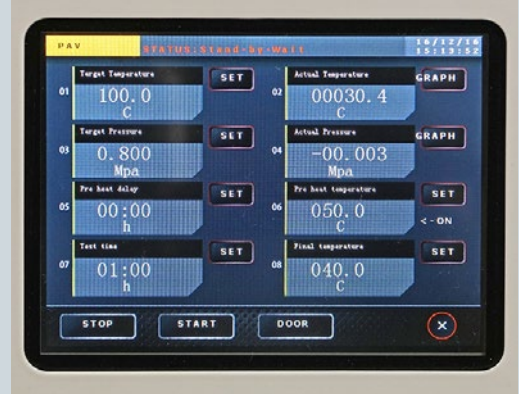 PAV
STATUS:Stand-by-Wait
16/12/16
15:13:52
01
Target Temperature
100.0
C
SET
02
Actual Temperature
00030.4
C
GRAPH
03
Target Pressure
0.800
Mpa
SET
04
Actual Pressure
-00.003
Mpa
GRAPH
05
Pre heat delay
00:00
h
SET
06
Pre heat temperature
050.0
C
SET
<-ON
07
Test time
01:00
h
SET
08
Final temperature
040.0
C
SET
STOP
START
DOOR
X